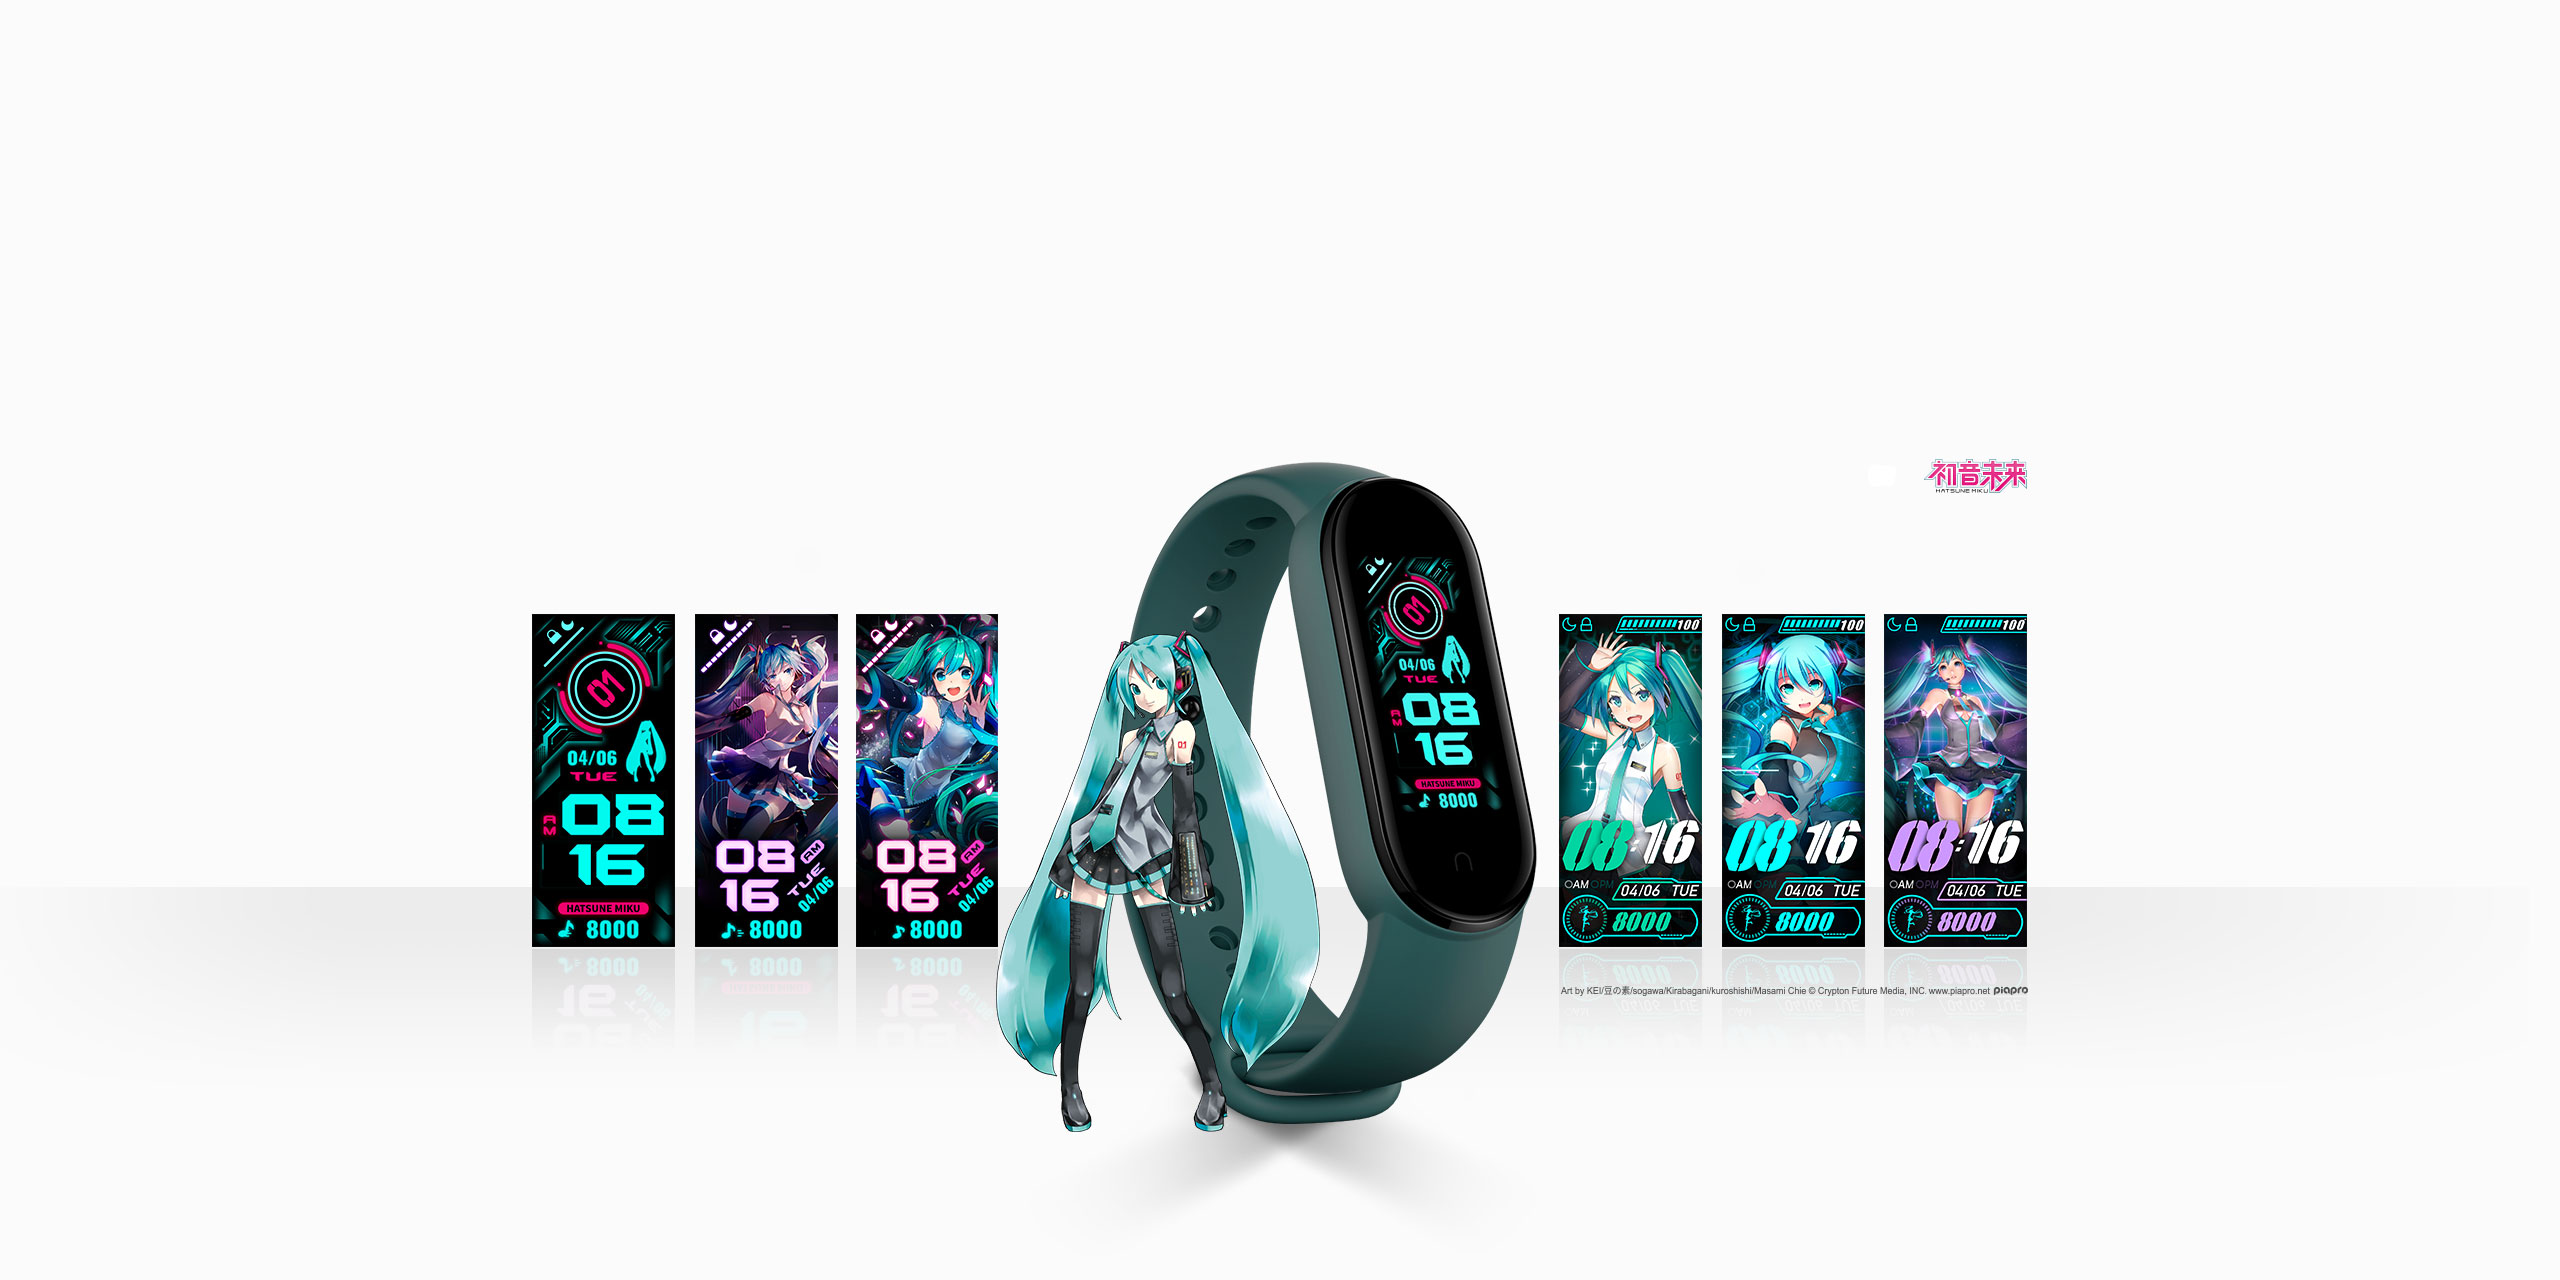 初音未来
HATSUNE MIKU
01
04/06
TUE
AM
08
16
HATSUNE MIKU
8000
08 AM
16 TUE
04/06
8000
08 AM
16 TUE
04/06
8000
01
01
04/06
TUE
AM
08
16
HATSUNE MIKU
8000
100
01
08:16
AM PM
04/06 TUE
8000
100
08:16
AM PM
04/06 TUE
8000
100
08:16
AM PM
04/06 TUE
8000
Art by KEI/豆の素/sogawa/Kirabagani/kuroshishi/Masami Chie © Crypton Future Media, INC. www.piapro.net piapro